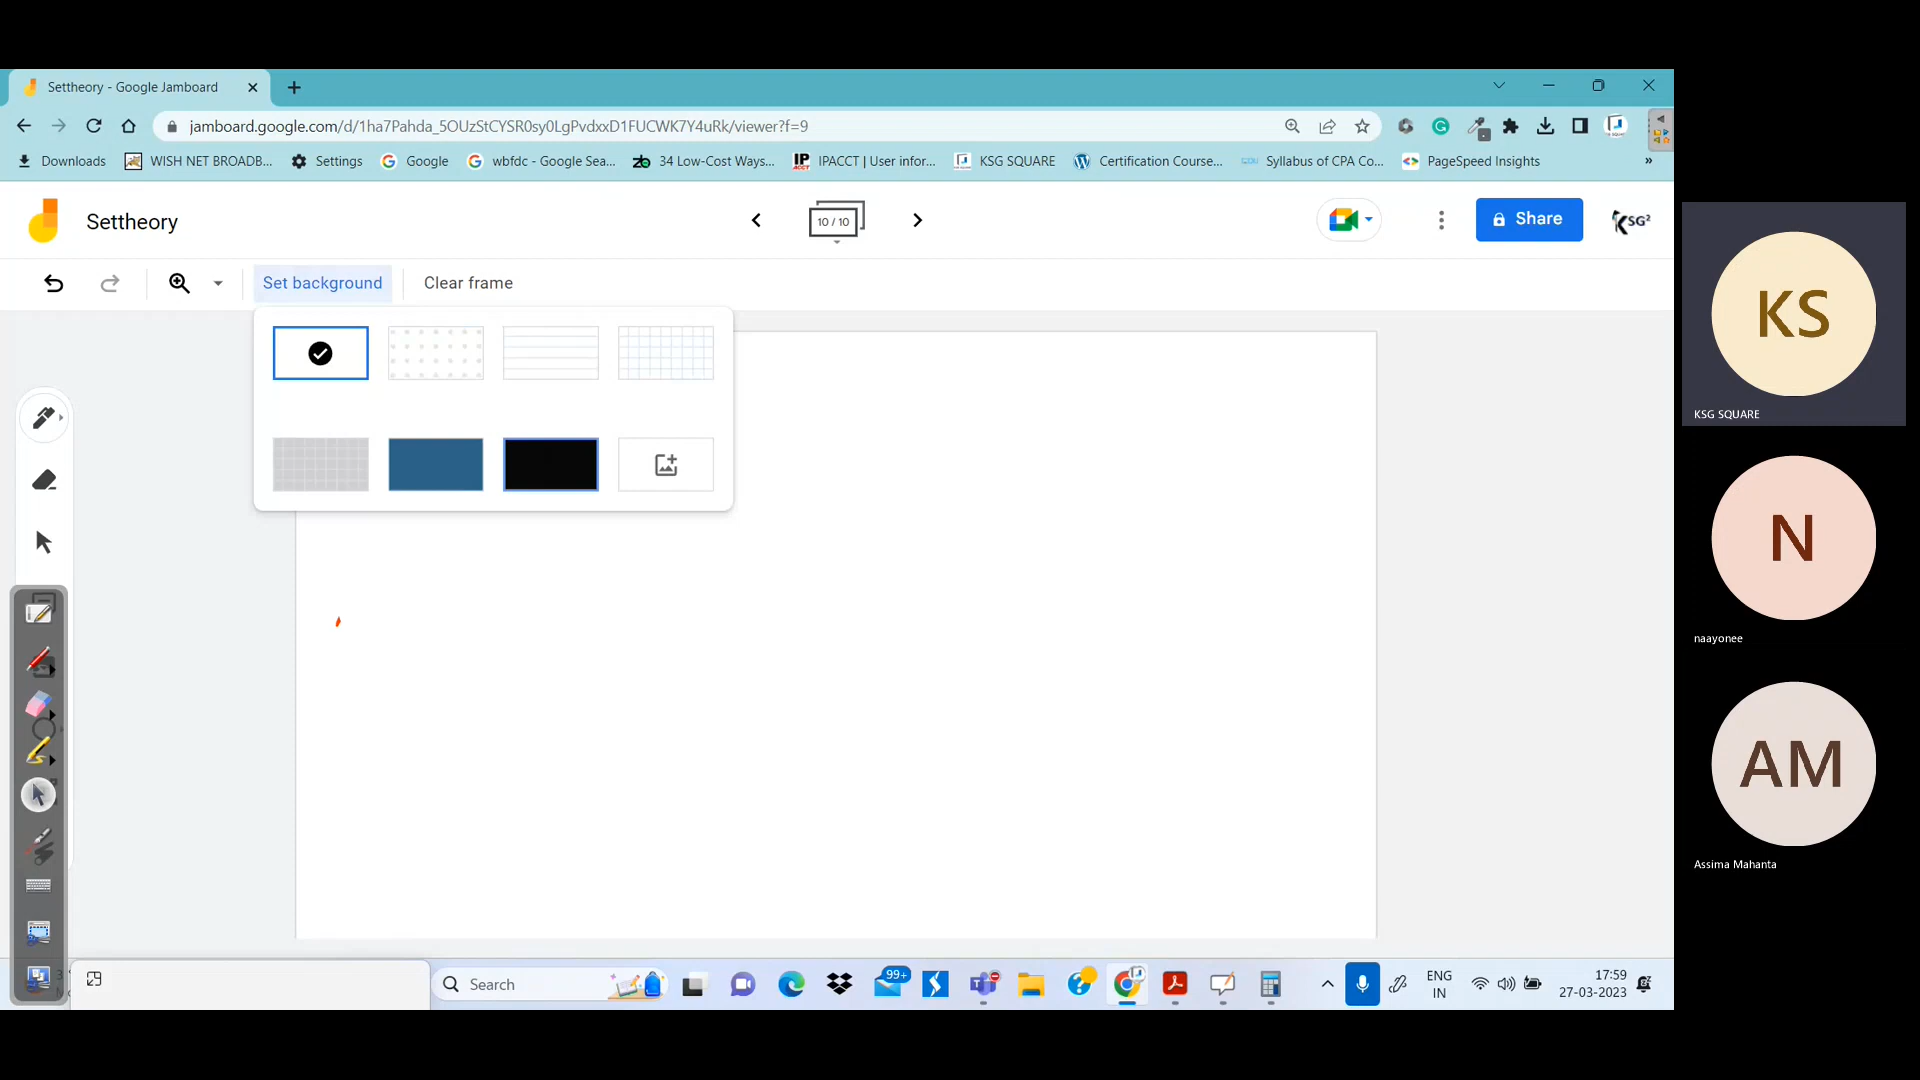 Settheory - Google Jamboard
jamboard.google.com/d/1ha7Pahda_5OUzStCYSR0sy0LgPvdxxD1FUCWK7Y4uRk/viewer?f=9
Downloads WISH NET BROADB... Settings Google wbfdc - Google Sea... 34 Low-Cost Ways... IPACCT | User infor... KSG SQUARE Certification Course... Syllabus of CPA Co... PageSpeed Insights »
Settheory 10 / 10 Share KSG²
Set background Clear frame
KS
KSG SQUARE
N
naayonee
AM
Assima Mahanta
Search 99+ ENG IN 17:59 27-03-2023